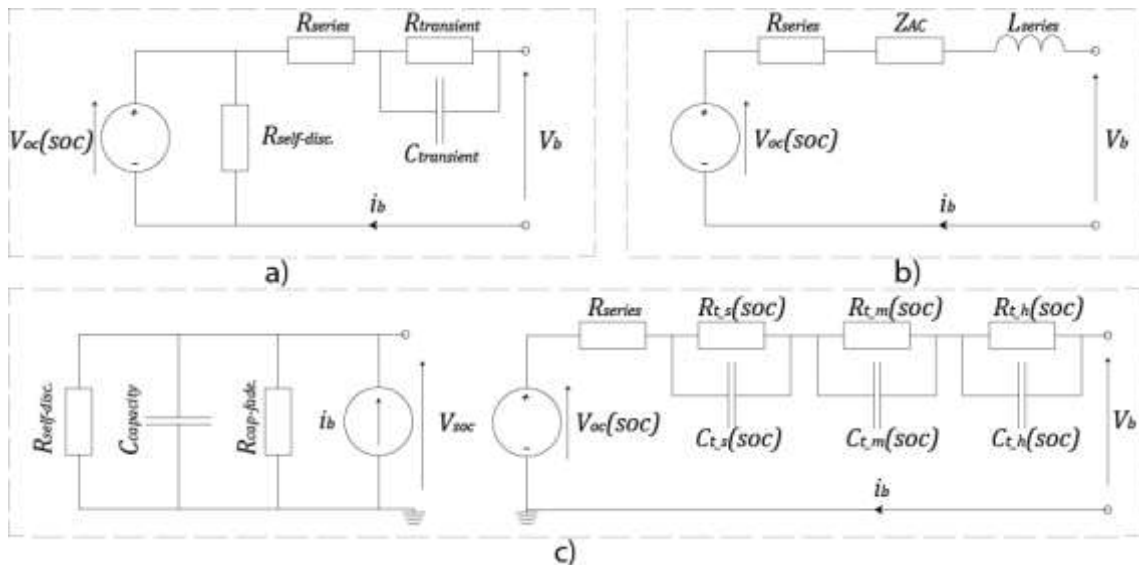 Rseries Rtransient
Voc(soc) + - Rself-disc. Ctransient Vb
ib
a)
Rseries ZAC Lseries
+ - Voc(soc) Vb
ib
b)
Rself-disc. Ccapacity Rcap-fade. ib Vsoc
Rseries Rt_s(soc) Rt_m(soc) Rt_h(soc)
+ - Voc(soc) Ct_s(soc) Ct_m(soc) Ct_h(soc) Vb
ib
c)